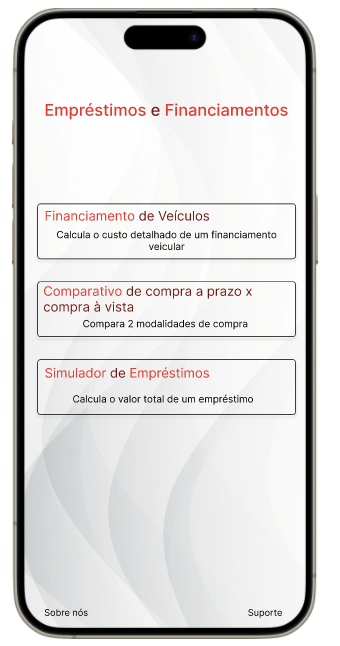 Empréstimos e Financiamentos
Financiamento de Veículos
Calcula o custo detalhado de um financiamento
veicular
Comparativo de compra a prazo x
compra à vista
Compara 2 modalidades de compra
Simulador de Empréstimos
Calcula o valor total de um empréstimo
Sobre nós
Suporte